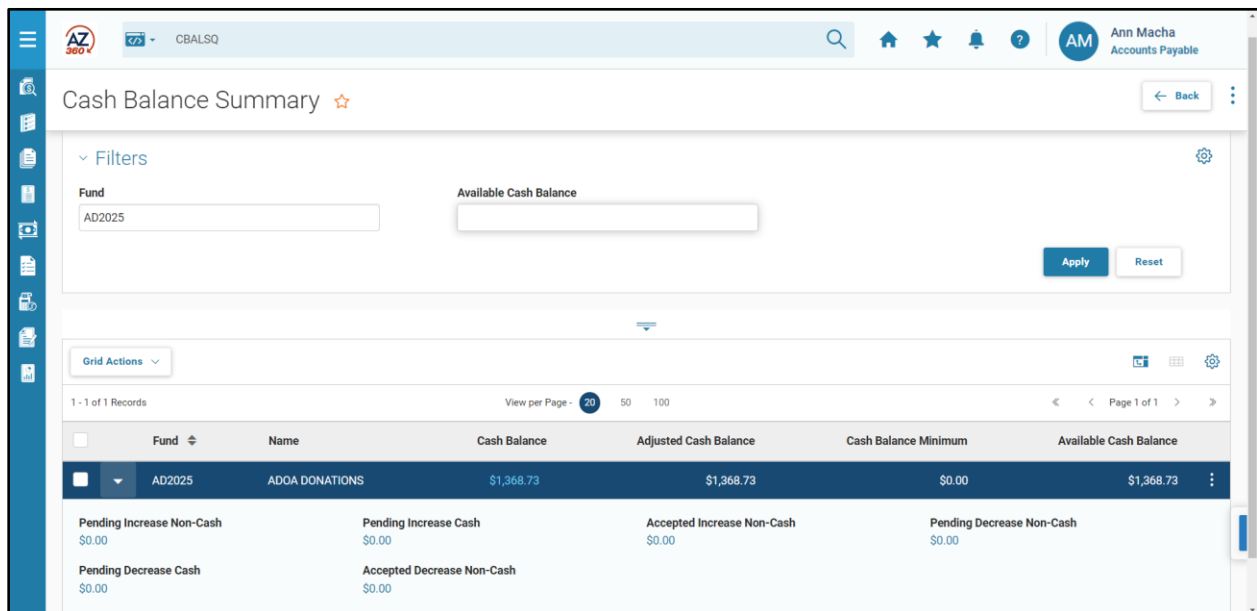 AZ
360
CBALSQ
?
AM
Ann Macha
Accounts Payable
Cash Balance Summary
Back
Filters
Fund
Available Cash Balance
AD2025
Apply
Reset
Grid Actions
1 - 1 of 1 Records
View per Page - 20 50 100
Page 1 of 1
Fund Name Cash Balance Adjusted Cash Balance Cash Balance Minimum Available Cash Balance
AD2025 ADOA DONATIONS $1,368.73 $1,368.73 $0.00 $1,368.73
Pending Increase Non-Cash Pending Increase Cash Accepted Increase Non-Cash Pending Decrease Non-Cash
$0.00 $0.00 $0.00 $0.00
Pending Decrease Cash Accepted Decrease Non-Cash
$0.00 $0.00